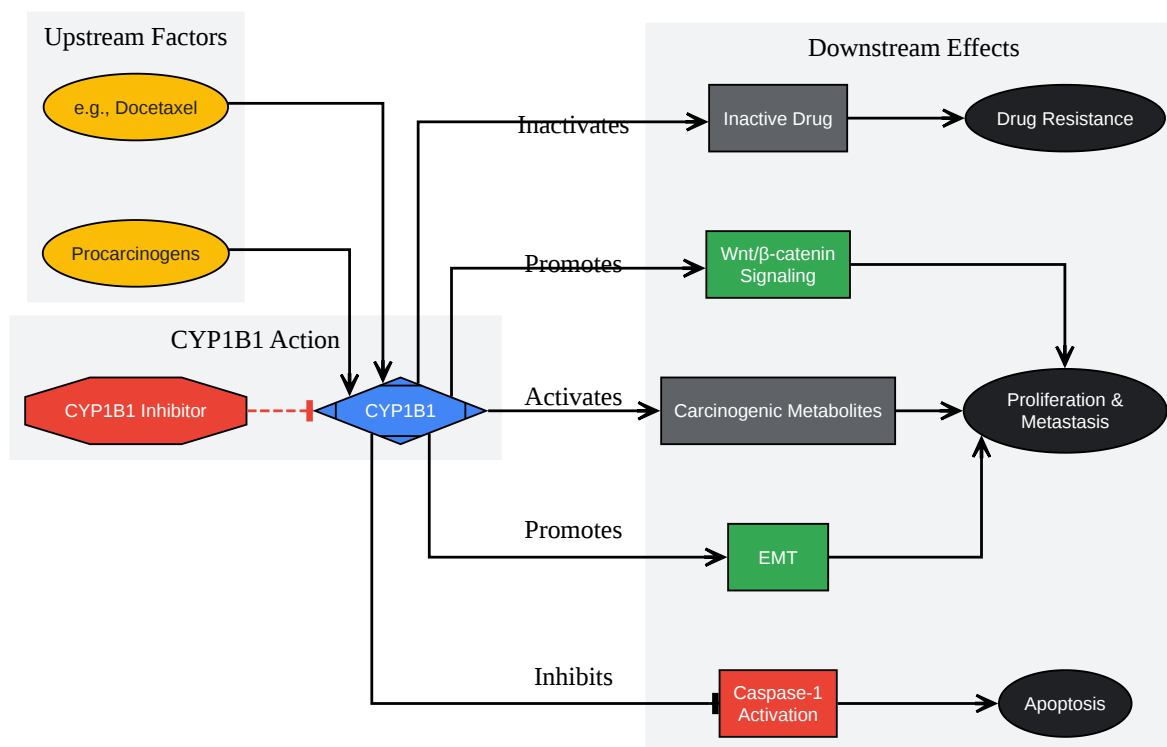 Upstream Factors
e.g., Docetaxel
Procarcinogens
CYP1B1 Action
CYP1B1 Inhibitor
CYP1B1
Inactivates
Promotes
Activates
Promotes
Inhibits
Downstream Effects
Inactive Drug
Drug Resistance
Wnt/β-catenin
Signaling
Carcinogenic Metabolites
Proliferation &
Metastasis
EMT
Caspase-1
Activation
Apoptosis